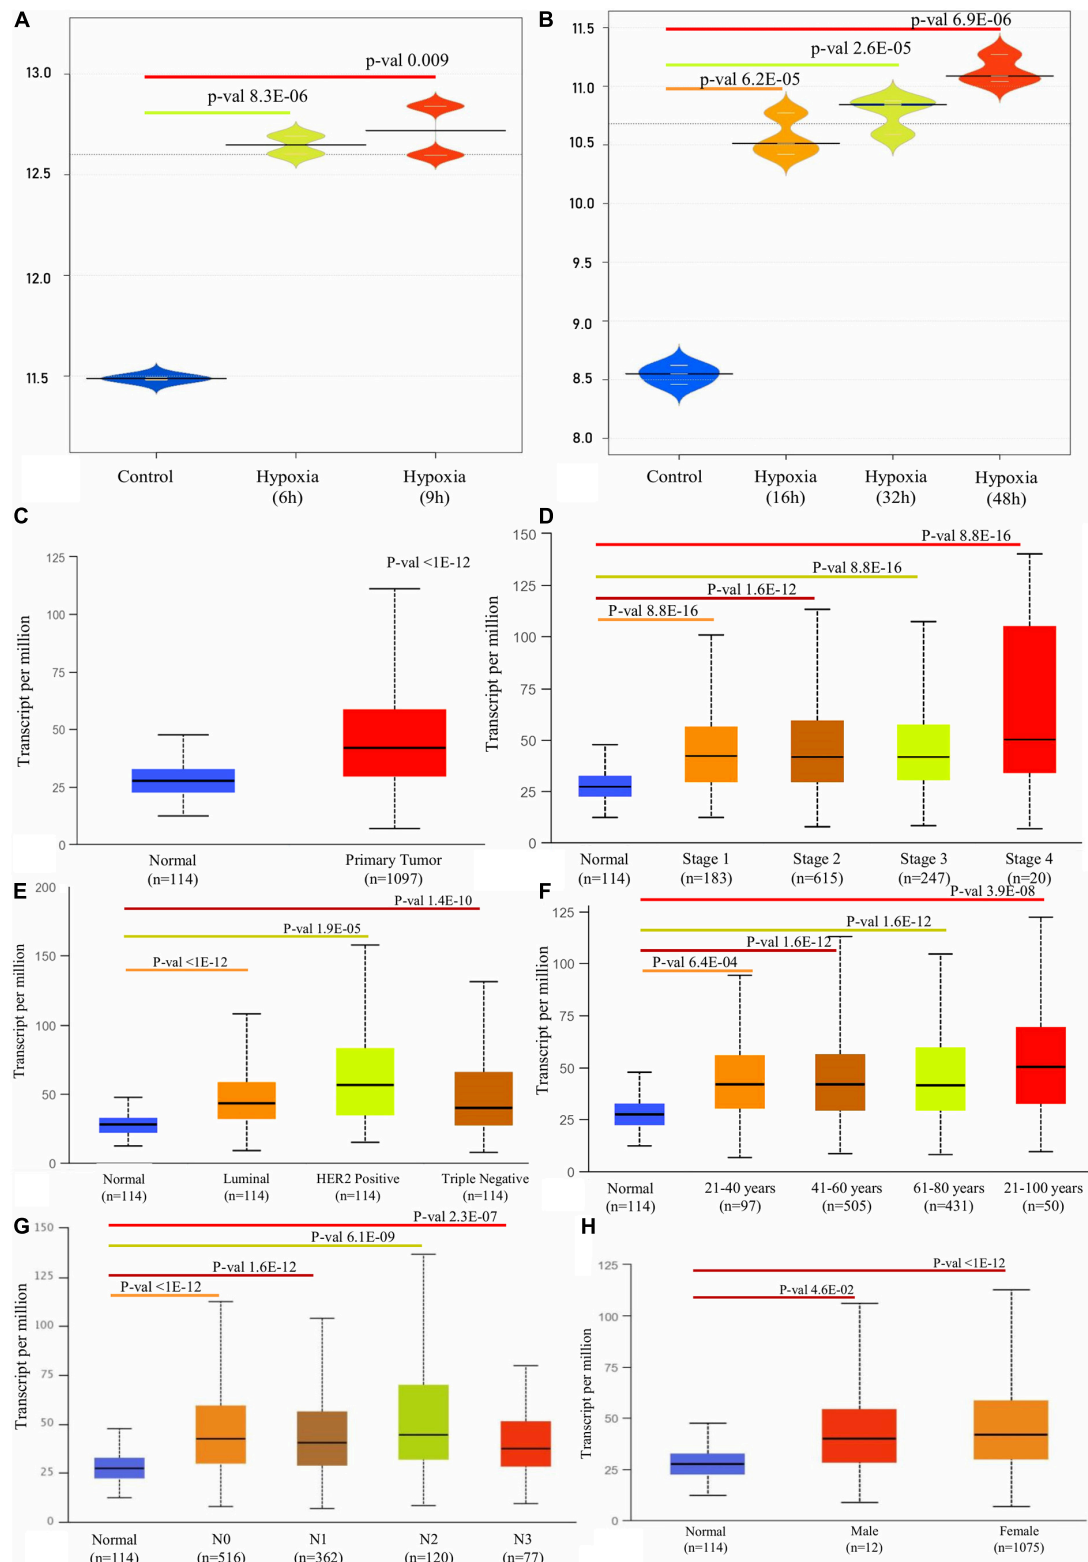 A
p-val 0.009
p-val 8.3E-06
13.0
12.5
12.0
11.5
Control
Hypoxia
(6h)
Hypoxia
(9h)
B
p-val 6.9E-06
p-val 2.6E-05
p-val 6.2E-05
11.5
11.0
10.5
10.0
9.5
9.0
8.5
8.0
Control
Hypoxia
(16h)
Hypoxia
(32h)
Hypoxia
(48h)
C
P-val <1E-12
Transcript per million
125
100
75
50
25
0
Normal
(n=114)
Primary Tumor
(n=1097)
D
P-val 8.8E-16
P-val 8.8E-16
P-val 1.6E-12
P-val 8.8E-16
Transcript per million
150
125
100
75
50
25
0
Normal
(n=114)
Stage 1
(n=183)
Stage 2
(n=615)
Stage 3
(n=247)
Stage 4
(n=20)
E
P-val 1.4E-10
P-val 1.9E-05
P-val <1E-12
Transcript per million
200
150
100
50
0
Normal
(n=114)
Luminal
(n=114)
HER2 Positive
(n=114)
Triple Negative
(n=114)
F
P-val 3.9E-08
P-val 1.6E-12
P-val 1.6E-12
P-val 6.4E-04
Transcript per million
125
100
75
50
25
0
Normal
(n=114)
21-40 years
(n=97)
41-60 years
(n=505)
61-80 years
(n=431)
21-100 years
(n=50)
G
P-val 2.3E-07
P-val 6.1E-09
P-val 1.6E-12
P-val <1E-12
Transcript per million
150
125
100
75
50
25
0
Normal
(n=114)
N0
(n=516)
N1
(n=362)
N2
(n=120)
N3
(n=77)
H
P-val <1E-12
P-val 4.6E-02
Transcript per million
125
100
75
50
25
0
Normal
(n=114)
Male
(n=12)
Female
(n=1075)